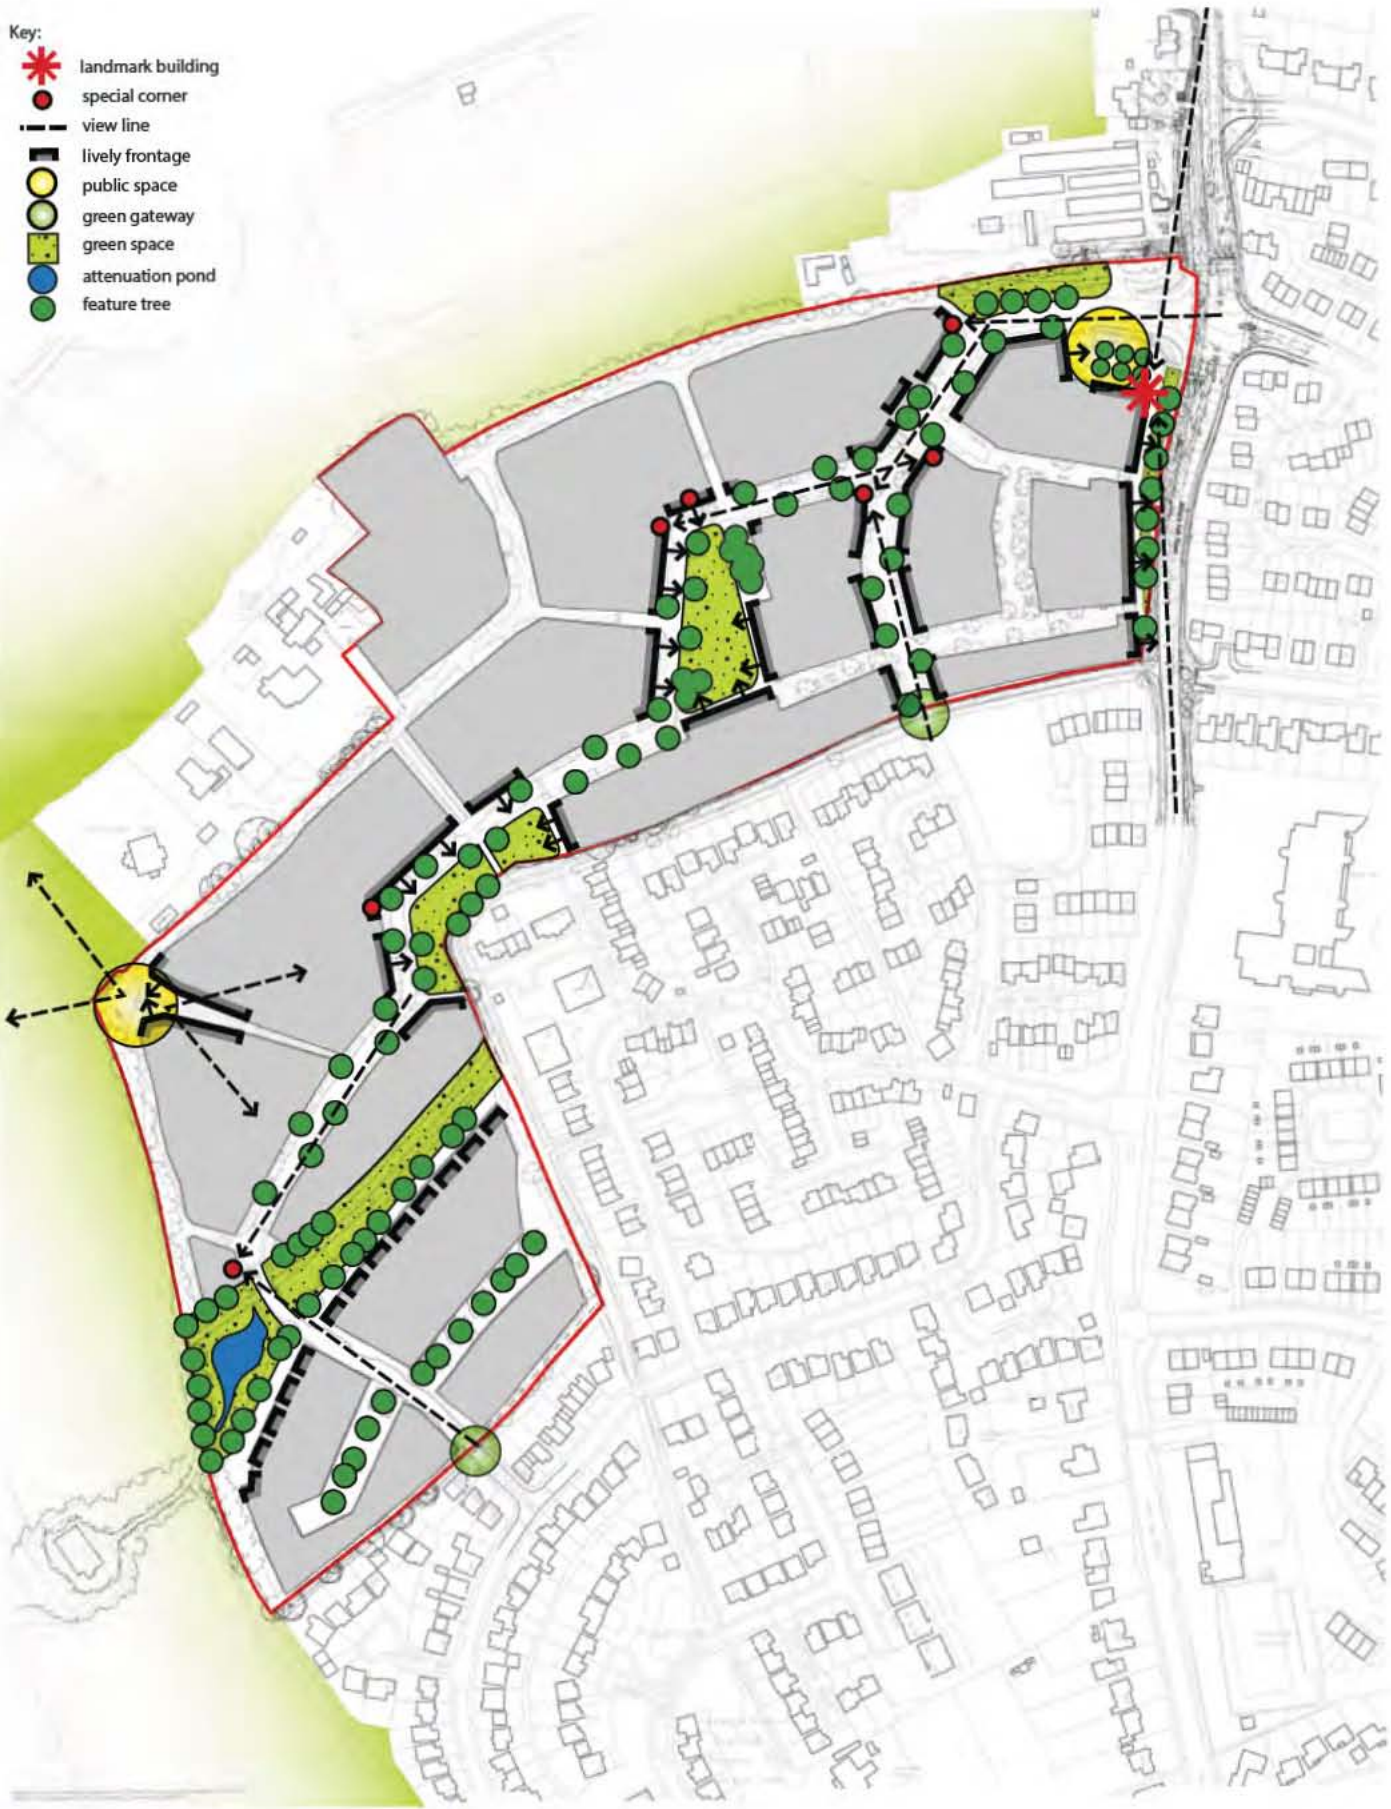 Key:
landmark building
special corner
view line
lively frontage
public space
green gateway
green space
attenuation pond
feature tree